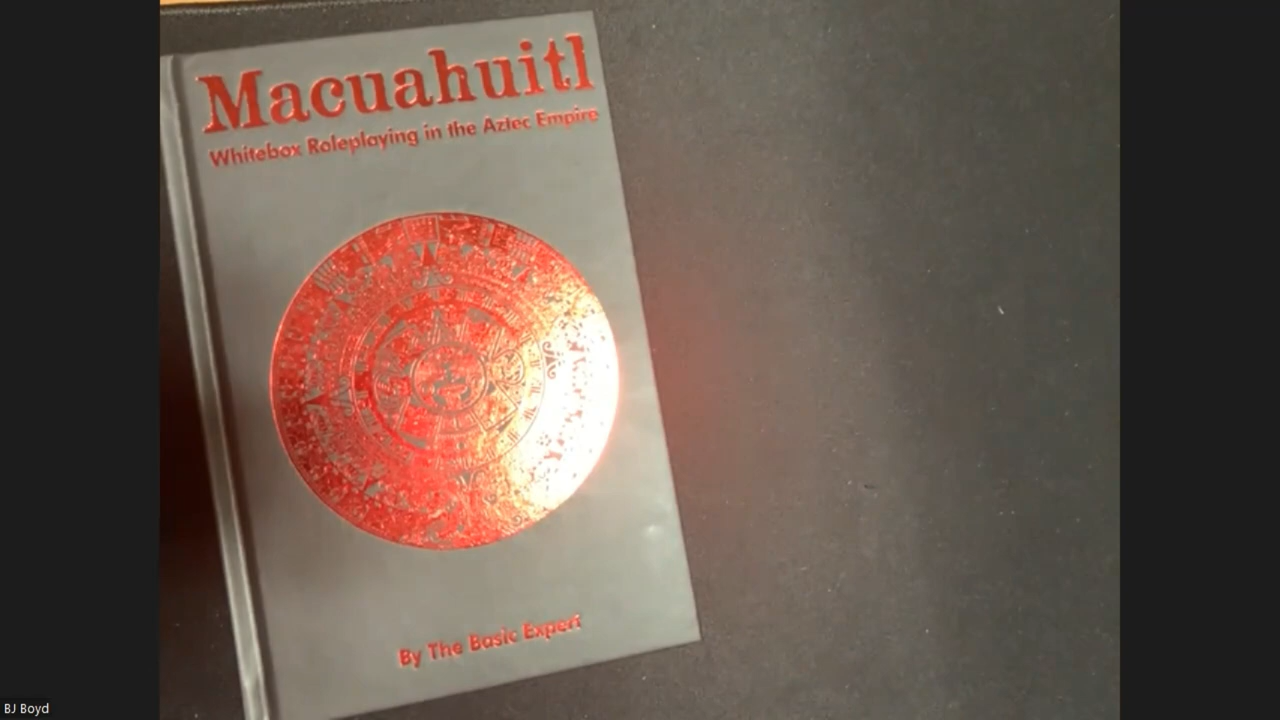 Macuahuitl
Whitebox Roleplaying in the Aztec Empire
By The Basic Expert
BJ Boyd